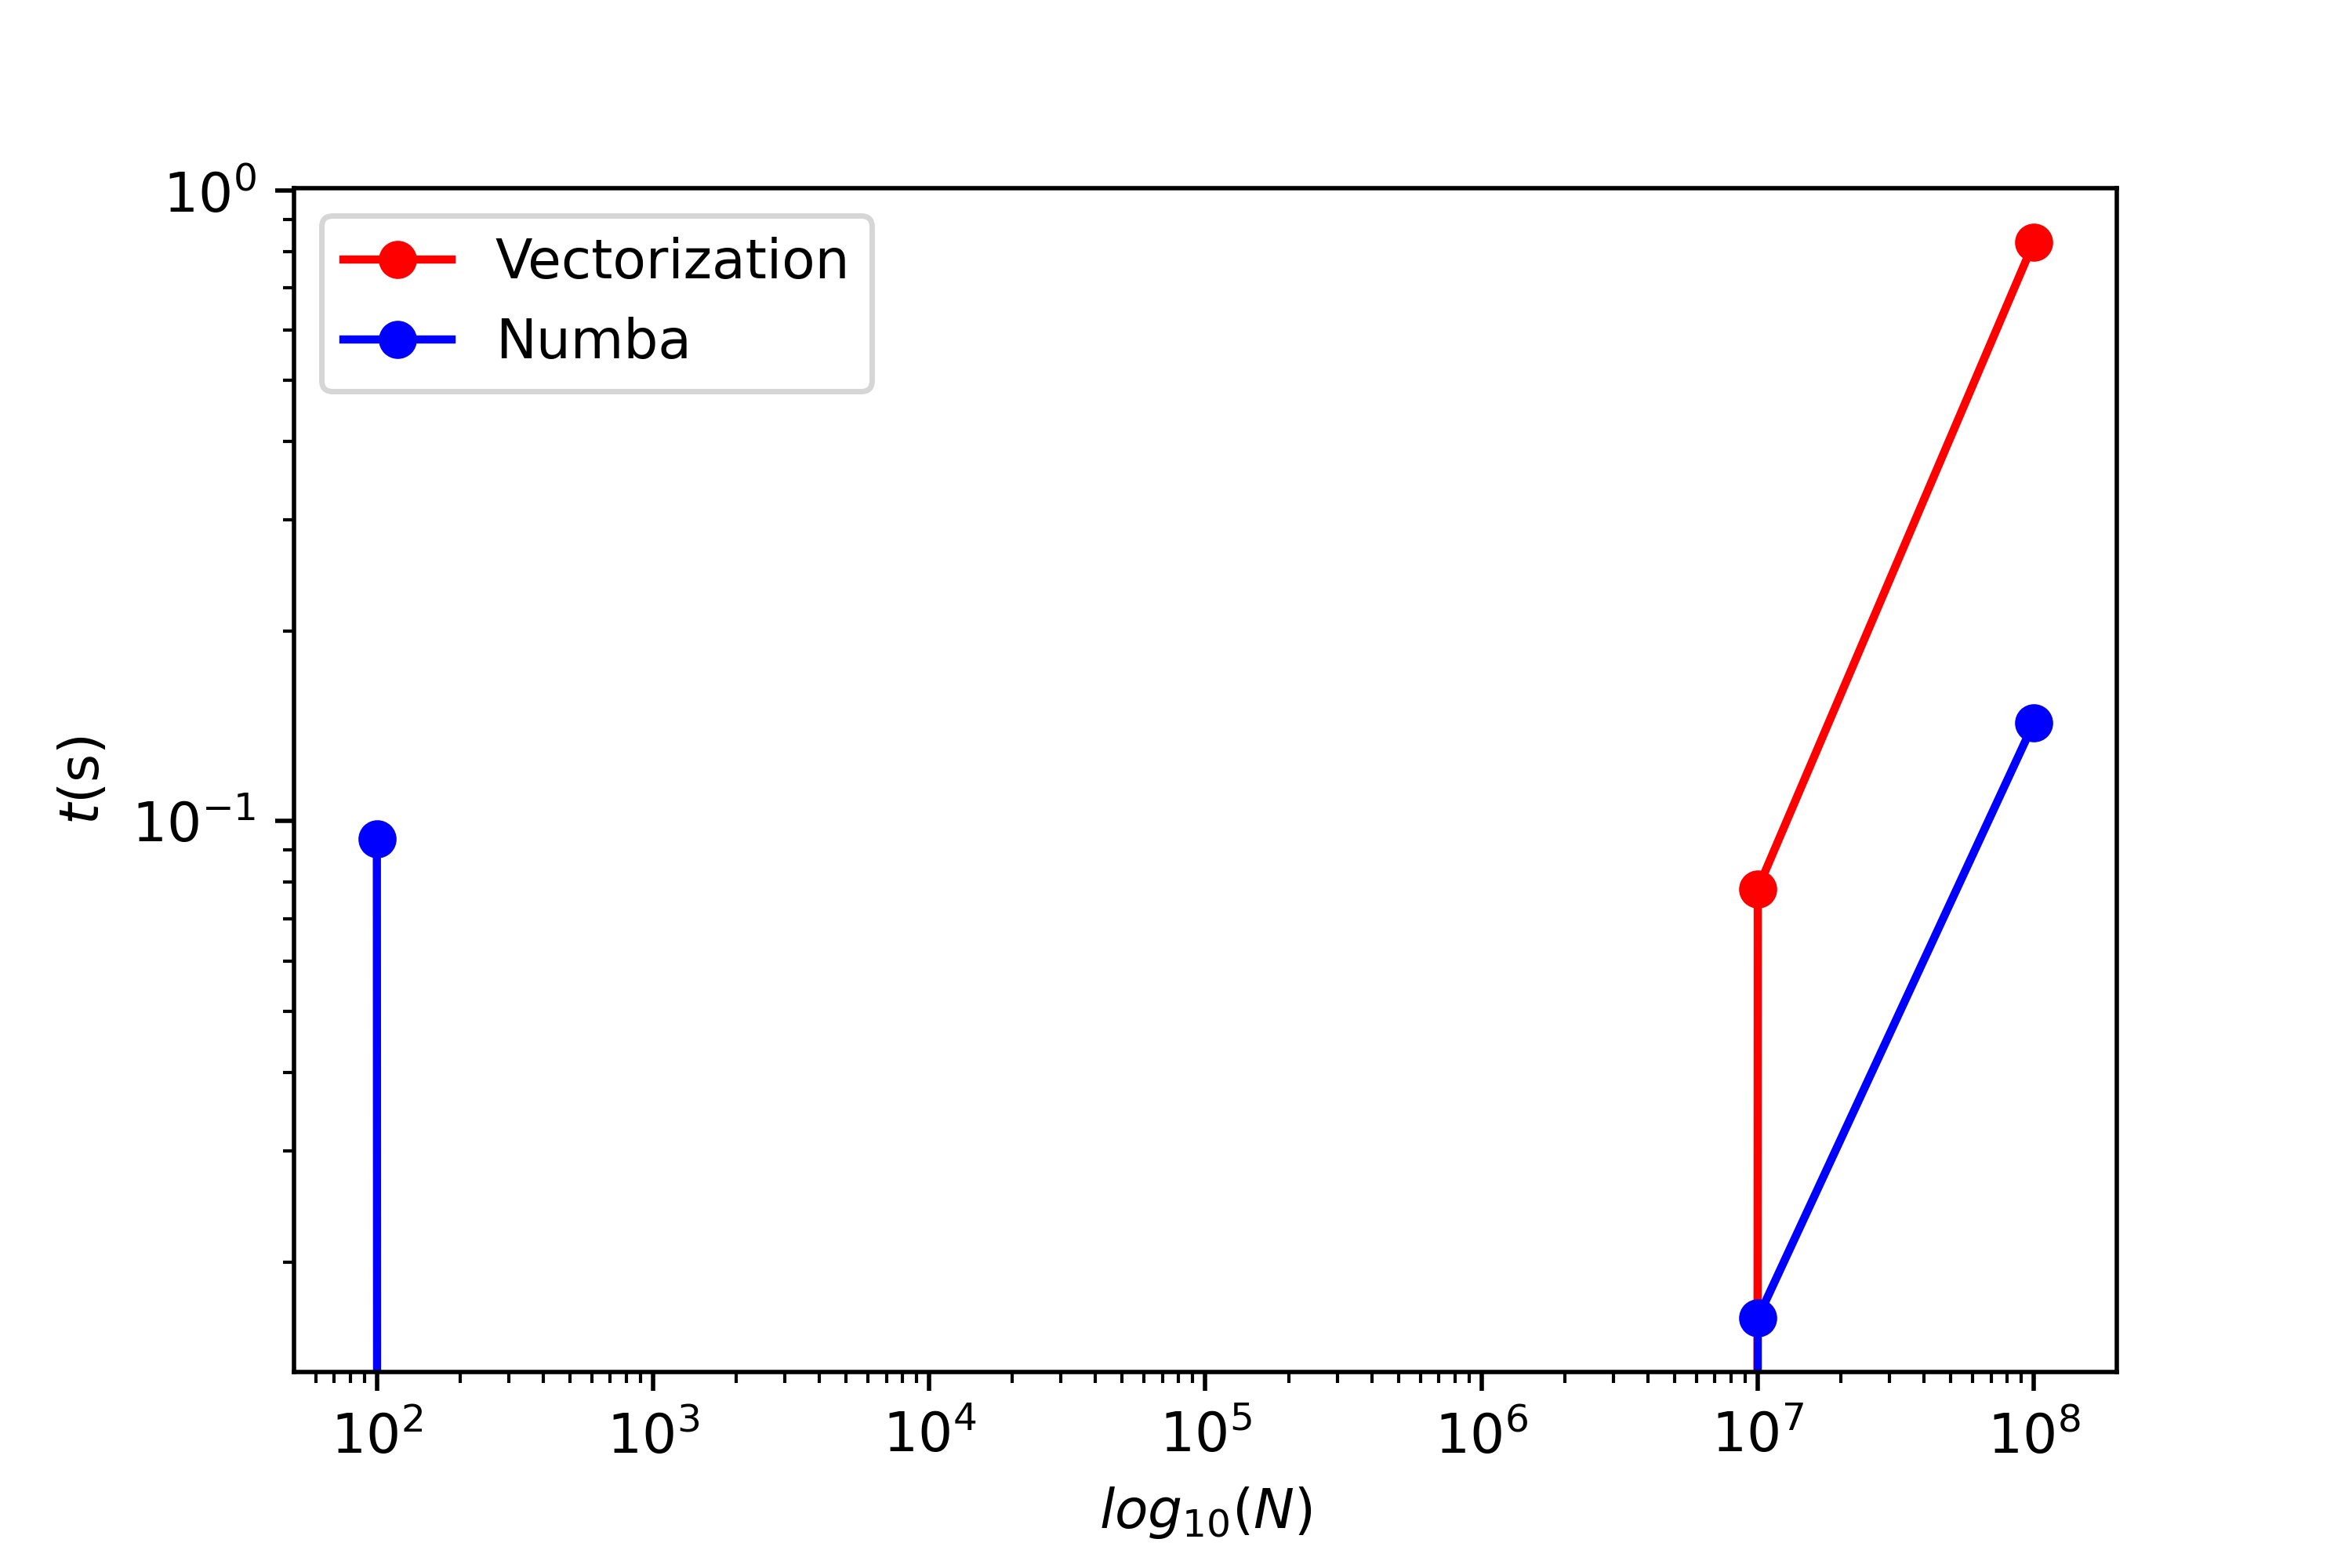 10⁰
Vectorization
Numba
t(s)
10⁻¹
10² 10³ 10⁴ 10⁵ 10⁶ 10⁷ 10⁸
log₁₀(N)